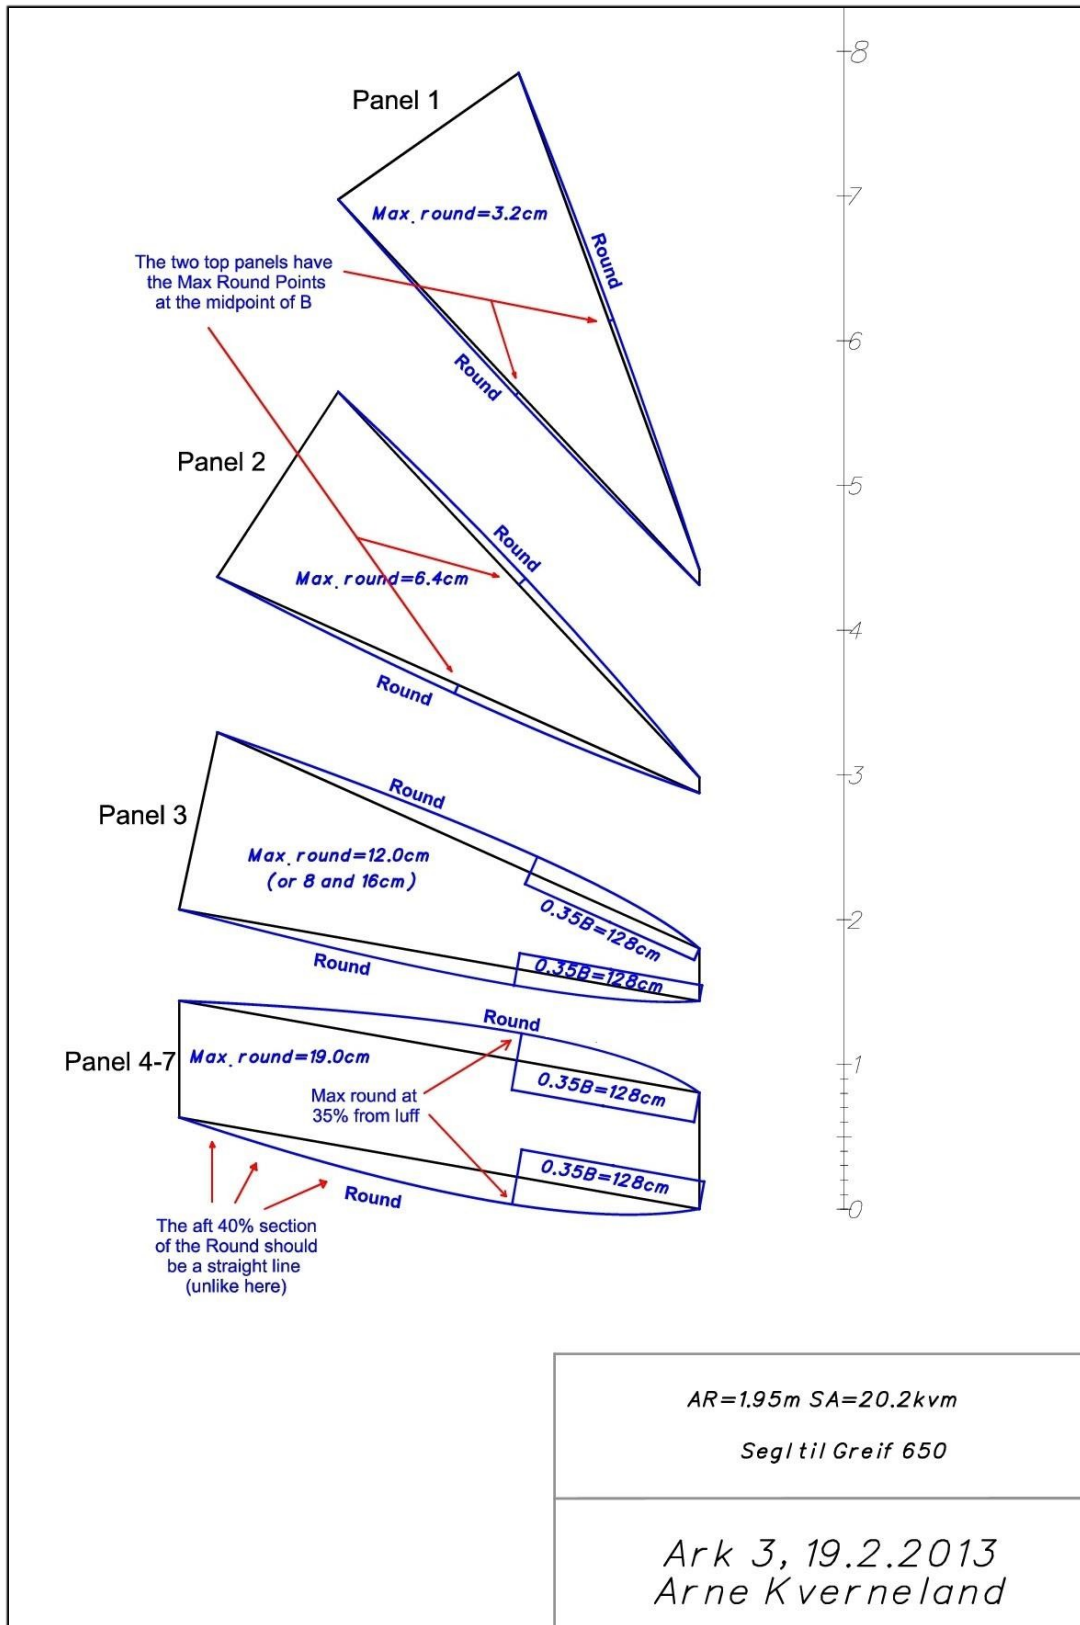 8
Panel 1
7
Max. round=3.2cm
Round
The two top panels have
the Max Round Points
at the midpoint of B
6
Round
Panel 2
5
Round
Max. round=6.4cm
4
Round
3
Panel 3
Round
Max. round=12.0cm
(or 8 and 16cm)
0.35B=128cm
2
Round
0.35B=128cm
Round
Panel 4-7
Max. round=19.0cm
1
0.35B=128cm
Max round at
35% from luff
0.35B=128cm
Round
0
The aft 40% section
of the Round should
be a straight line
(unlike here)
AR=1.95m SA=20.2kvm
Segl til Greif 650
Ark 3, 19.2.2013
Arne Kverneland